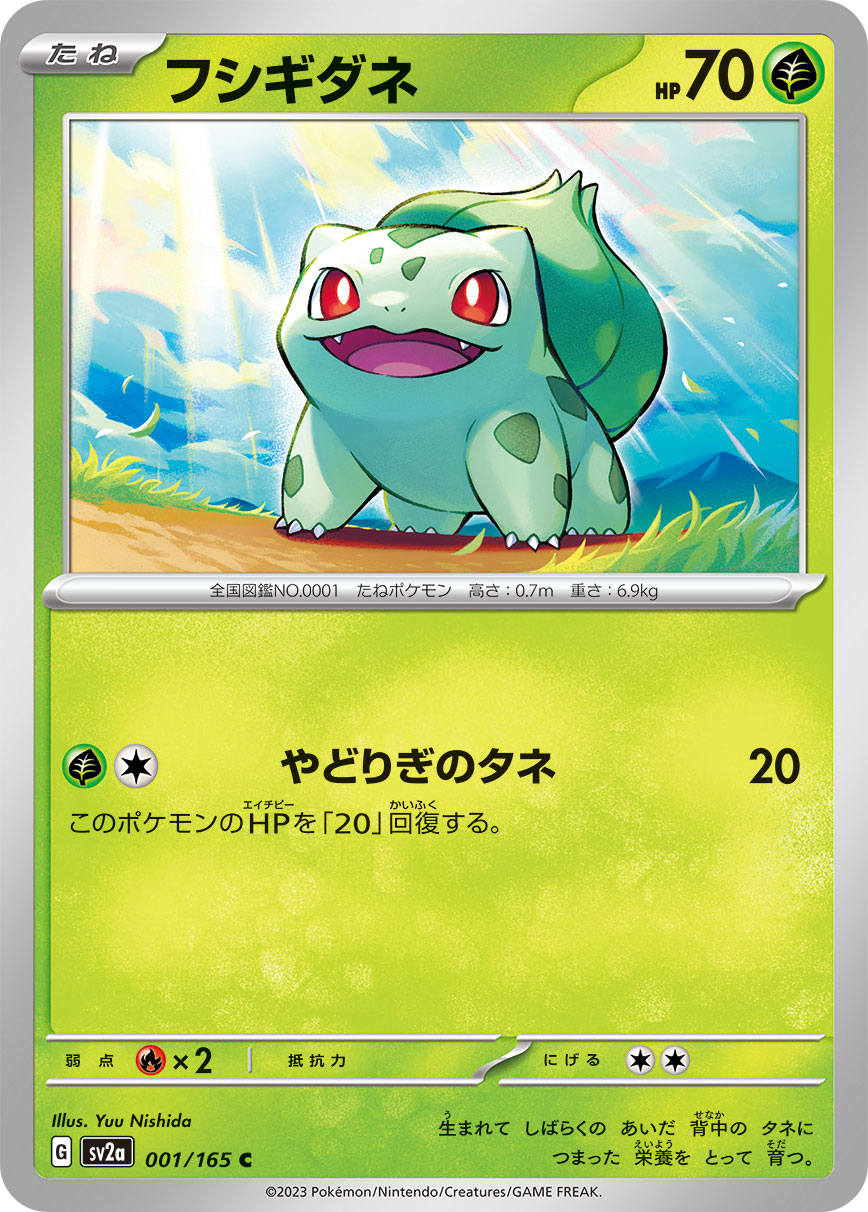 たね フシギダネ HP70
全国図鑑NO.0001 たねポケモン 高さ：0.7m 重さ：6.9kg
やどりぎのタネ 20
エイチピー かいふく
このポケモンのHPを「20」回復する。
弱点 ×2 抵抗力 にげる
Illus. Yuu Nishida
う せなか
生まれて しばらくの あいだ 背中の タネに
えいよう そだ
つまった 栄養を とって 育つ。
G sv2a 001/165 C
©2023 Pokémon/Nintendo/Creatures/GAME FREAK.